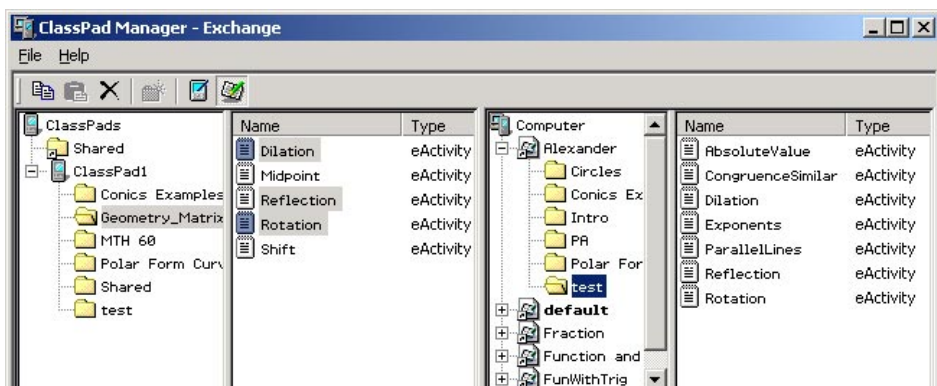 ClassPad Manager - Exchange
File Help
ClassPads
Shared
ClassPad1
Conics Examples
Geometry_Matrix
MTH 60
Polar Form Curv
Shared
test
Name Type
Dilation eActivity
Midpoint eActivity
Reflection eActivity
Rotation eActivity
Shift eActivity
Computer
Alexander
Circles
Conics Ex
Intro
PA
Polar For
test
default
Fraction
Function and
FunWithTrig
Name Type
AbsoluteValue eActivity
CongruenceSimilar eActivity
Dilation eActivity
Exponents eActivity
ParallelLines eActivity
Reflection eActivity
Rotation eActivity